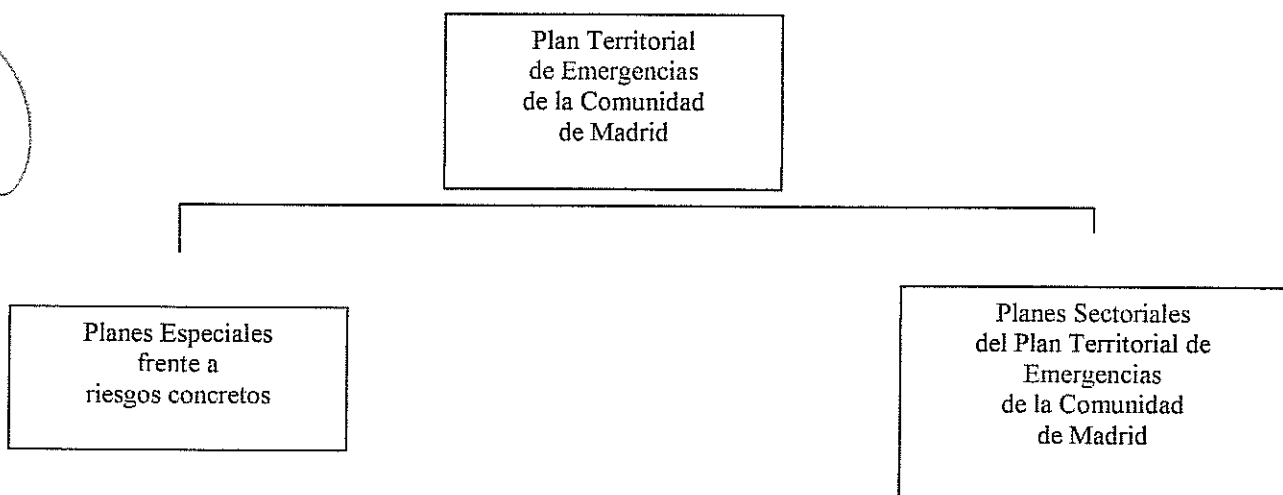 Plan Territorial
de Emergencias
de la Comunidad
de Madrid
Planes Especiales
frente a
riesgos concretos
Planes Sectoriales
del Plan Territorial de
Emergencias
de la Comunidad
de Madrid